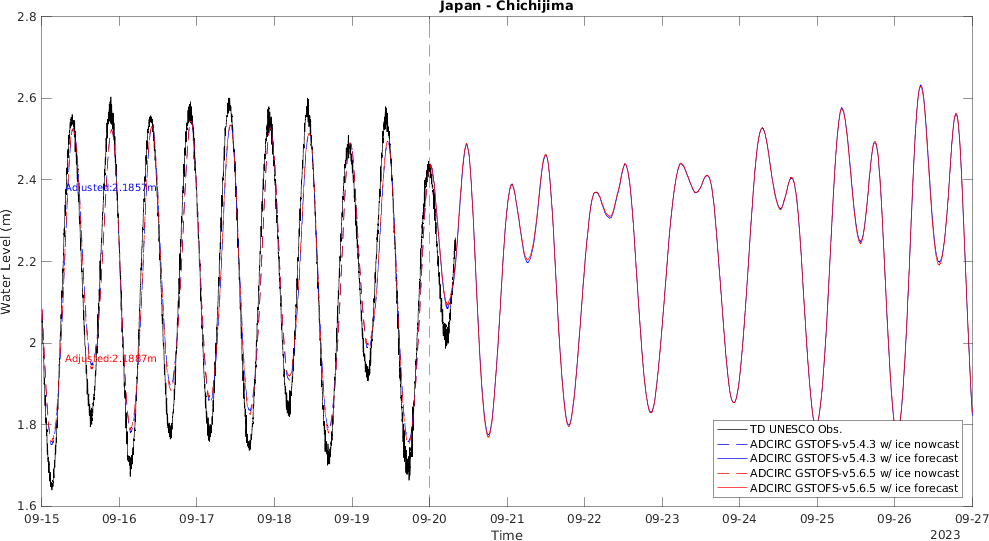 Japan - Chichijima
2.8
2.6
2.4
2.2
2
1.8
1.6
Water Level (m)
Adjusted:2.1857m
Adjusted:2.1887m
TD UNESCO Obs.
ADCIRC GSTOFS-v5.4.3 w/ ice nowcast
ADCIRC GSTOFS-v5.4.3 w/ ice forecast
ADCIRC GSTOFS-v5.6.5 w/ ice nowcast
ADCIRC GSTOFS-v5.6.5 w/ ice forecast
09-15 09-16 09-17 09-18 09-19 09-20 09-21 09-22 09-23 09-24 09-25 09-26 09-27
Time
2023